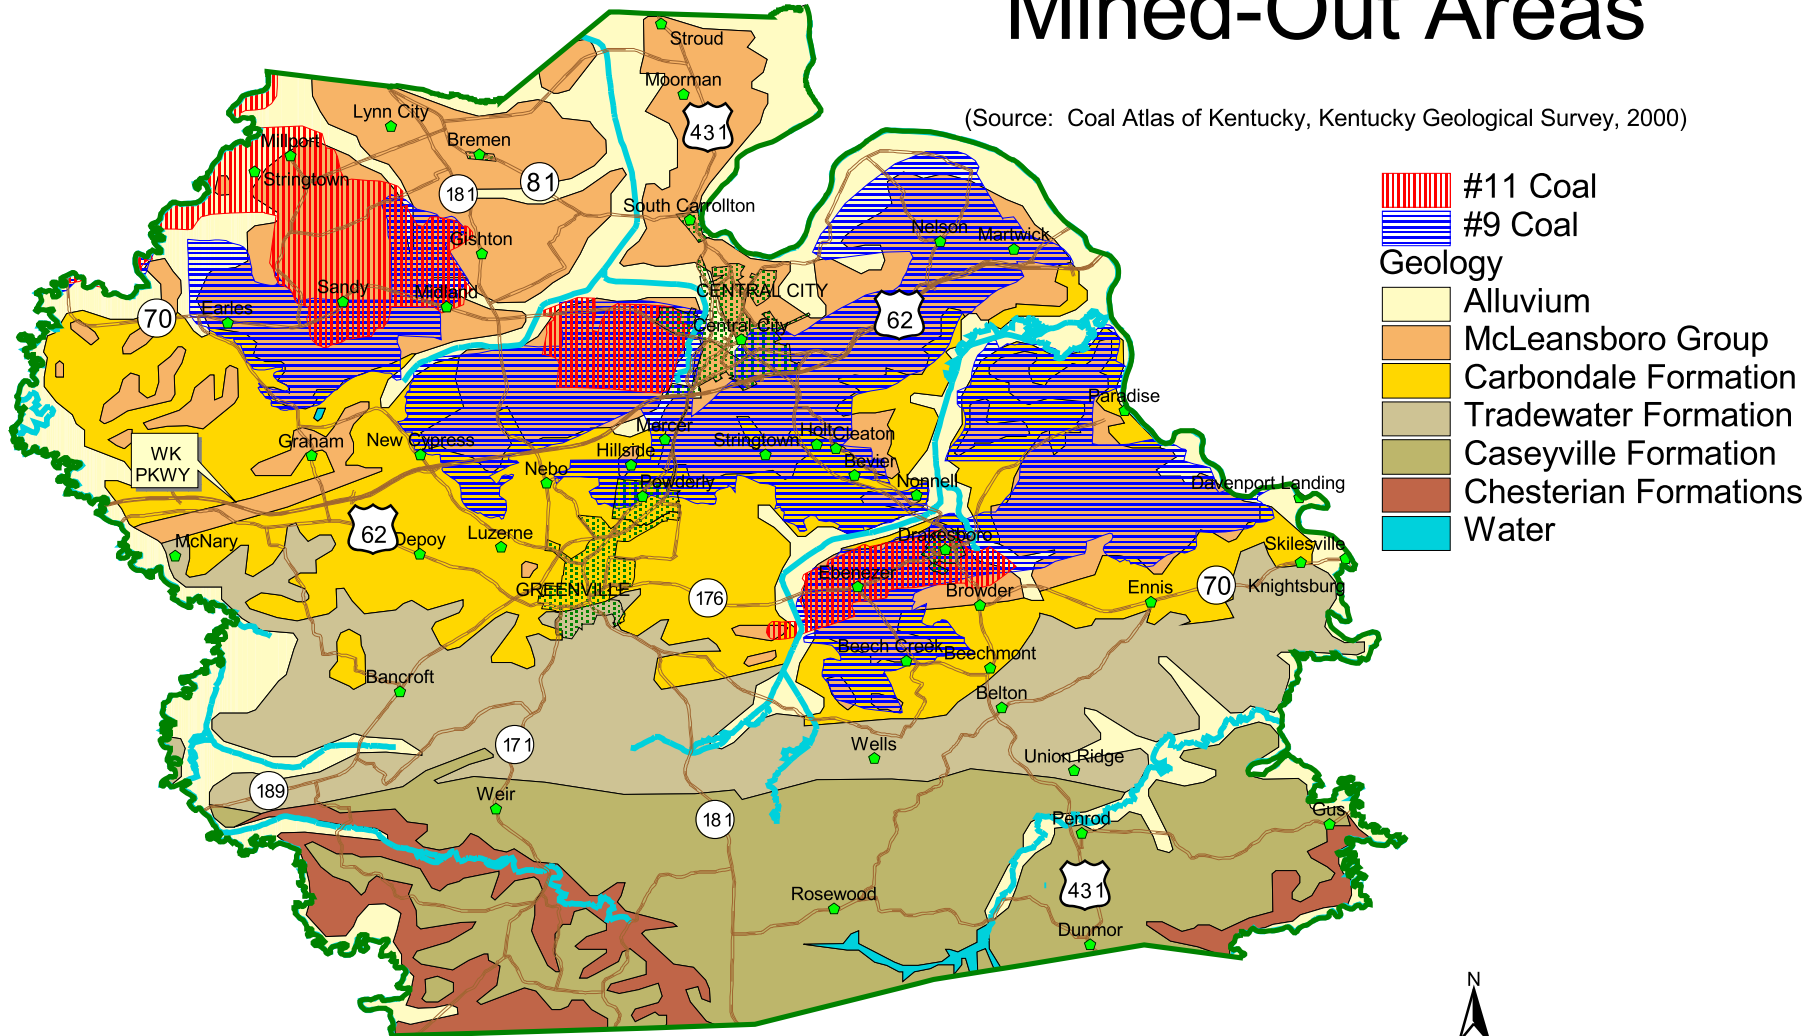 Mined-Out Areas
(Source: Coal Atlas of Kentucky, Kentucky Geological Survey, 2000)
#11 Coal
#9 Coal
Geology
Alluvium
McLeansboro Group
Carbondale Formation
Tradewater Formation
Caseyville Formation
Chesterian Formations
Water
Stroud
Moorman
431
Lynn City
Bremen
Millport
Stringtown
181
81
South Carrollton
Gishton
Nelson
Martwick
Sandy
Midland
CENTRAL CITY
Earles
70
Central City
62
Paradise
Graham
New Cypress
Mercer
Stringtown
Holt
Cleaton
WK
PKWY
Hillside
Bevier
Nebo
Powderly
Nonnell
Davenport Landing
62
McNary
Depoy
Luzerne
Drakesboro
Skilesville
Ebenezer
GREENVILLE
176
Browder
Ennis
70
Knightsburg
Beech Creek
Beechmont
Bancroft
Belton
171
Wells
Union Ridge
189
Weir
181
Penrod
Gus
431
Rosewood
Dunmor
N